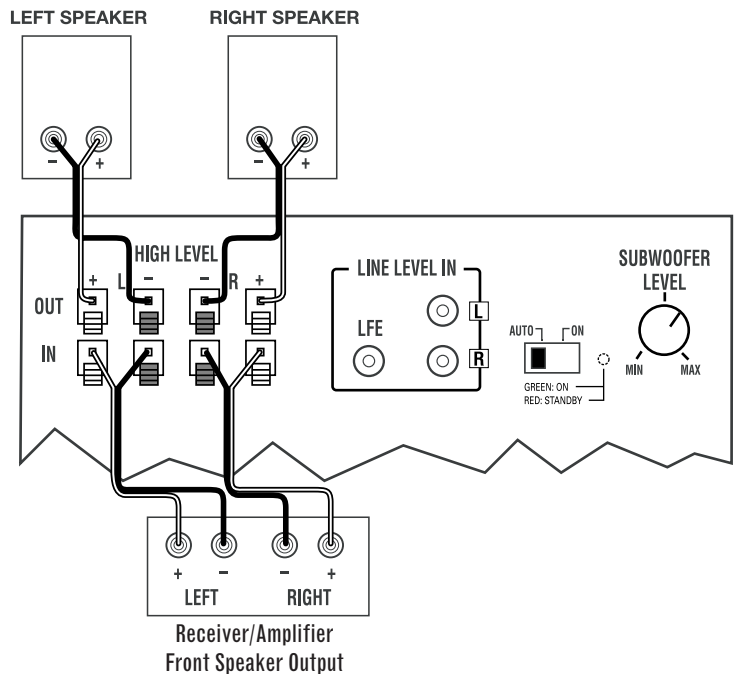 LEFT SPEAKER
RIGHT SPEAKER
- +
- +
HIGH LEVEL
+ L - - R +
OUT
IN
LINE LEVEL IN
LFE
L
R
AUTO
ON
GREEN: ON
RED: STANDBY
SUBWOOFER
LEVEL
MIN
MAX
+ - - +
LEFT
RIGHT
Receiver/Amplifier
Front Speaker Output